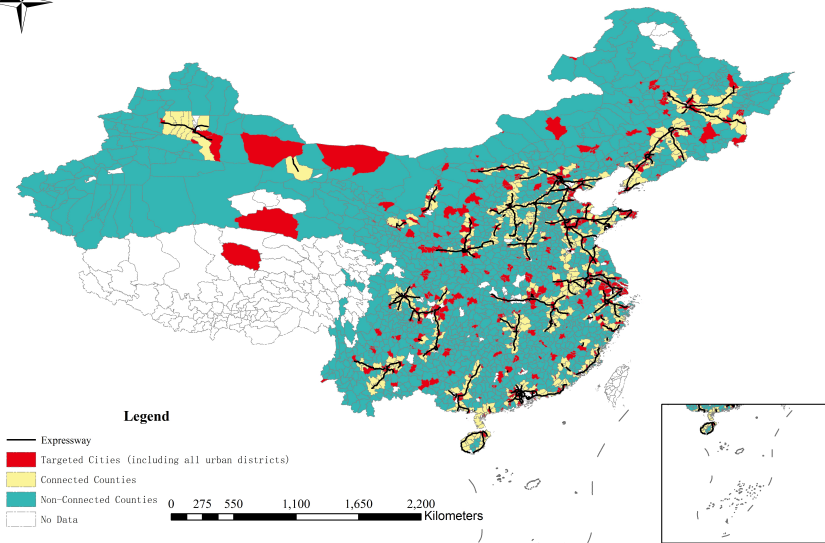 Legend
Expressway
Targeted Cities (including all urban districts)
Connected Counties
Non-Connected Counties
No Data
0 275 550 1,100 1,650 2,200
Kilometers